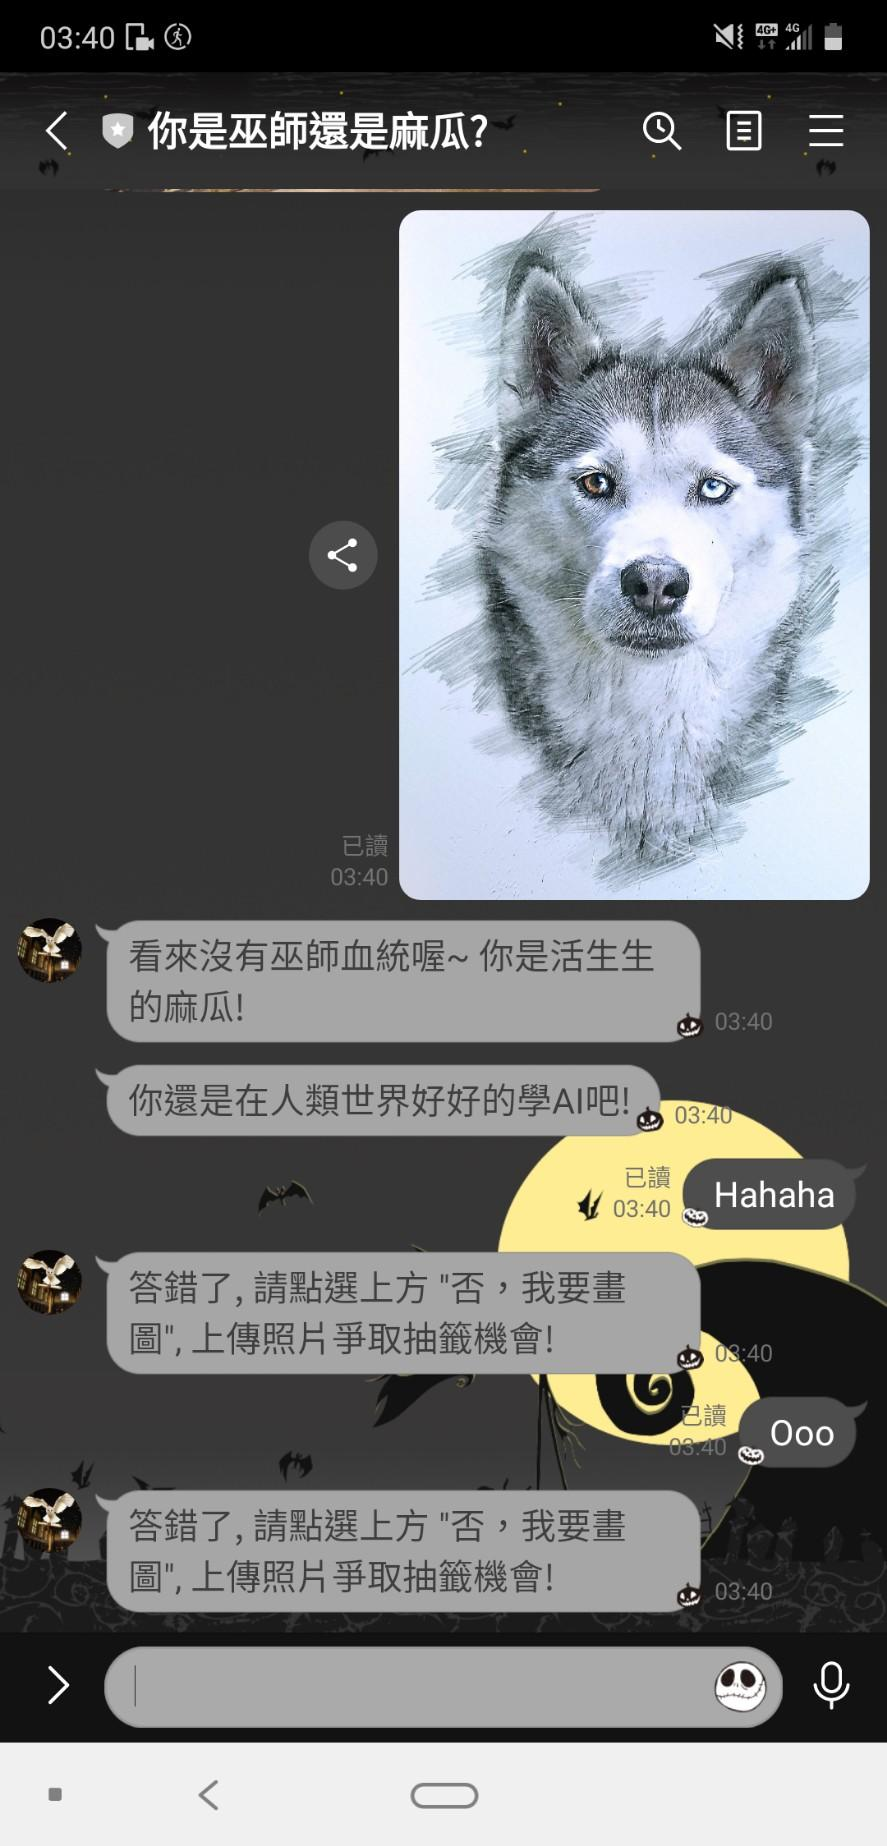 03:40
4G+ 4G
你是巫師還是麻瓜?
已讀
03:40
看來沒有巫師血統喔~ 你是活生生
的麻瓜!
03:40
你還是在人類世界好好的學AI吧!
03:40
已讀
03:40
Hahaha
答錯了, 請點選上方 "否，我要畫
圖", 上傳照片爭取抽籤機會!
03:40
已讀
03:40
Ooo
答錯了, 請點選上方 "否，我要畫
圖", 上傳照片爭取抽籤機會!
03:40